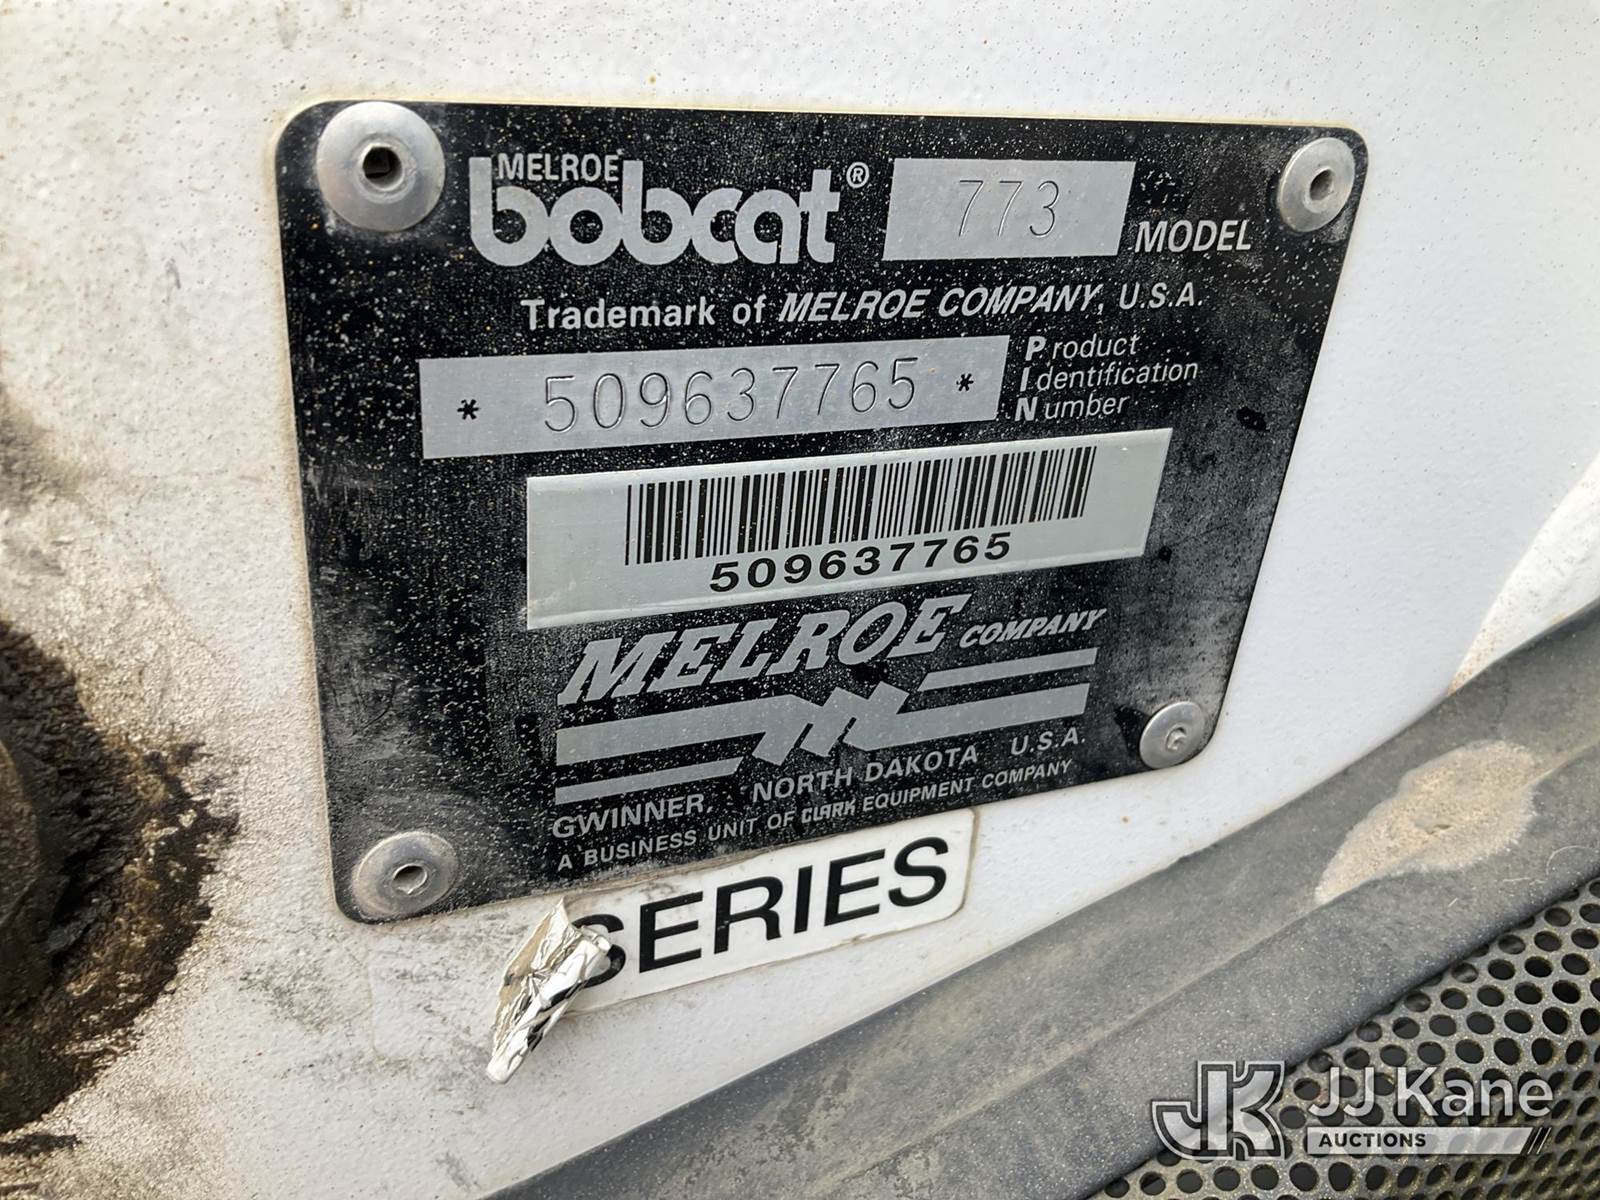 MELROE
bobcat® 773 MODEL
Trademark of MELROE COMPANY, U.S.A.
* 509637765 *
Product
Identification
Number
509637765
MELROE COMPANY
GWINNER, NORTH DAKOTA U.S.A.
A BUSINESS UNIT OF CLARK EQUIPMENT COMPANY
SERIES
JK JJ Kane
AUCTIONS